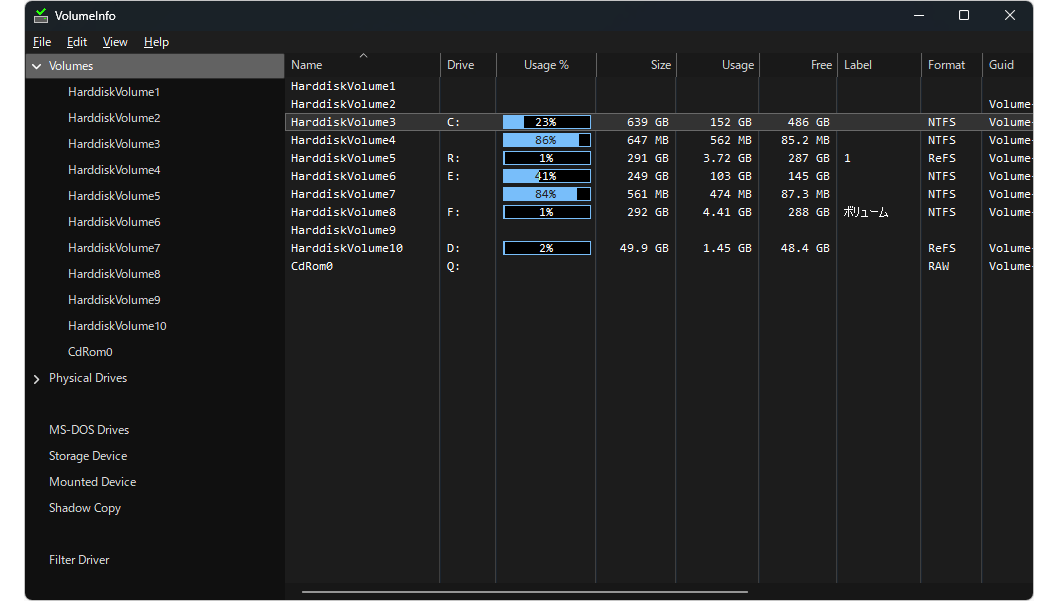 VolumeInfo
File Edit View Help
Volumes
HarddiskVolume1
HarddiskVolume2
HarddiskVolume3
HarddiskVolume4
HarddiskVolume5
HarddiskVolume6
HarddiskVolume7
HarddiskVolume8
HarddiskVolume9
HarddiskVolume10
CdRom0
Physical Drives
MS-DOS Drives
Storage Device
Mounted Device
Shadow Copy
Filter Driver
Name Drive Usage % Size Usage Free Label Format Guid
HarddiskVolume1
HarddiskVolume2 Volume-
HarddiskVolume3 C: 23% 639 GB 152 GB 486 GB NTFS Volume-
HarddiskVolume4 86% 647 MB 562 MB 85.2 MB NTFS Volume-
HarddiskVolume5 R: 1% 291 GB 3.72 GB 287 GB 1 ReFS Volume-
HarddiskVolume6 E: 41% 249 GB 103 GB 145 GB NTFS Volume-
HarddiskVolume7 84% 561 MB 474 MB 87.3 MB NTFS Volume-
HarddiskVolume8 F: 1% 292 GB 4.41 GB 288 GB ボリューム NTFS Volume-
HarddiskVolume9
HarddiskVolume10 D: 2% 49.9 GB 1.45 GB 48.4 GB ReFS Volume-
CdRom0 Q: RAW Volume-